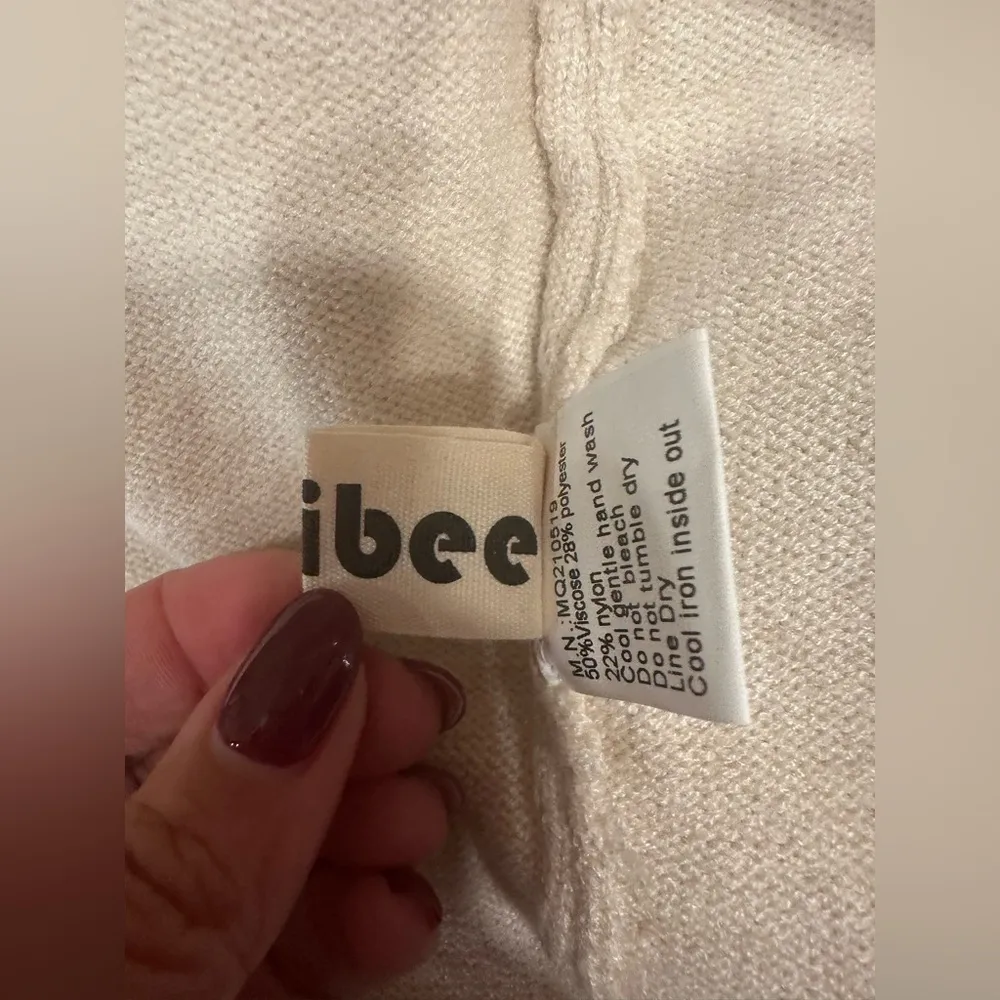 ibee
M.N.:MQ210519
50%Viscose 28% polyester
22% nylon
Cool gentle hand wash
Do not bleach
Do not tumble dry
Line Dry
Cool iron inside out